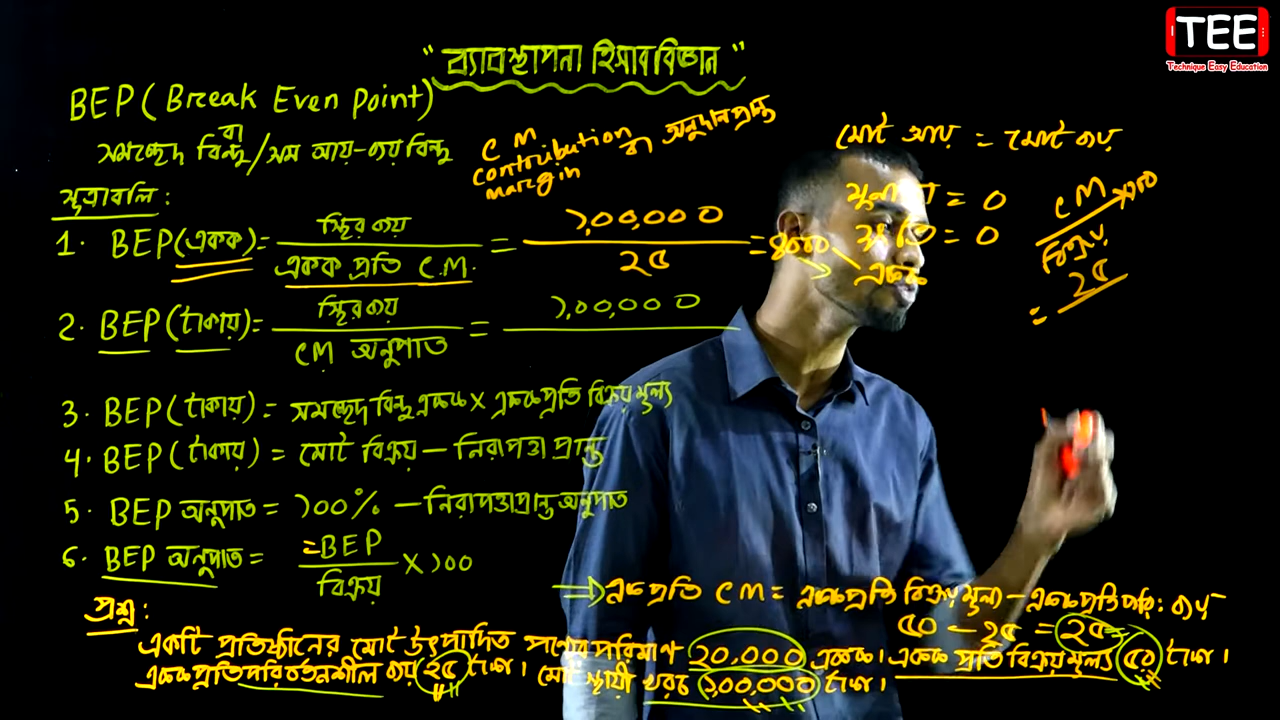 TEE
Technique Easy Education
" ব্যাবস্থাপনা হিসাব বিজ্ঞান "
BEP ( Break Even Point )
বা
সমচ্ছেদ বিন্দু / সম আয়-ব্যয় বিন্দু
CM
contribution বা অনুদান প্রান্ত
margin
মোট আয় = মোট ব্যয়
= 0
= 0
CM × ১০০
বিক্রয়
= ২৫
সূত্রাবলি :
1. BEP (একক) = স্থির ব্যয় / একক প্রতি C.M. = ১,০০,০০০ / ২৫ = ৪০০০ একক
2. BEP (টাকায়) = স্থির ব্যয় / CM অনুপাত = ১,০০,০০০
3. BEP (টাকায়) = সমচ্ছেদ বিন্দু একক × একক প্রতি বিক্রয় মূল্য
4. BEP (টাকায়) = মোট বিক্রয় – নিরাপত্তা প্রান্ত
5. BEP অনুপাত = ১০০% – নিরাপত্তা প্রান্ত অনুপাত
6. BEP অনুপাত = BEP / বিক্রয় × ১০০
একক প্রতি CM = একক প্রতি বিক্রয় মূল্য – একক প্রতি পরি: ব্যয়
৫০ – ২৫ = ২৫
প্রশ্ন :
একটি প্রতিষ্ঠানের মোট উৎপাদিত পণ্যের পরিমাণ ২০,০০০ একক। একক প্রতি বিক্রয় মূল্য ৫০ টাকা।
একক প্রতি পরিবর্তনশীল ব্যয় ২৫ টাকা। মোট স্থায়ী খরচ ১,০০,০০০ টাকা।